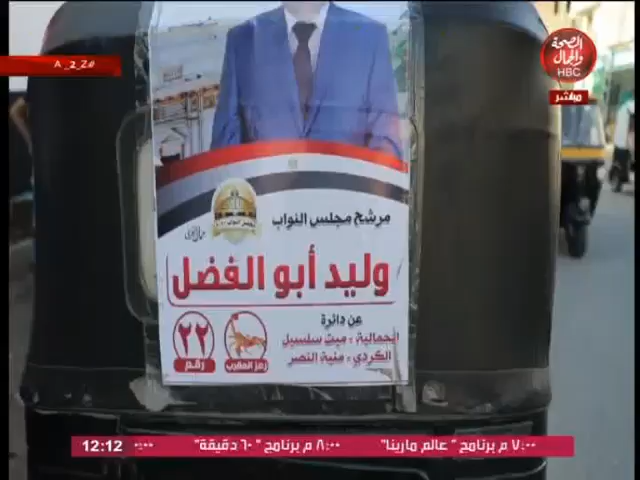 A _2_Z#
الصحة
والجمال
HBC
مباشر
مرشح مجلس النواب
وليد أبو الفضل
عن دائرة
الجمالية ، ميت سلسيل
الكردي ، منية النصر
٢٢
رقم
رمز العقرب
٧:٠٠ م برنامج " عالم مارينا" ٨:٠٠ م برنامج "٦٠ دقيقة"
12:12